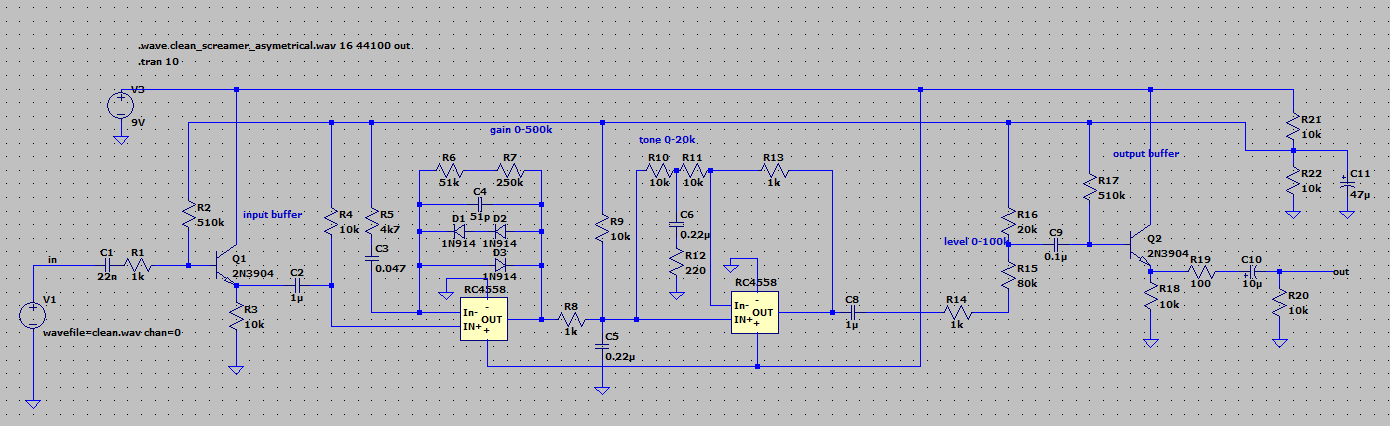 .wave clean_screamer_asymetrical.wav 16 44100 out
.tran 10
V3
9V
gain 0-500k
tone 0-20k
output buffer
input buffer
level 0-100k
R21
10k
R22
10k
C11
47µ
R6
51k
R7
250k
C4
51p
D1
1N914
D2
1N914
D3
1N914
R10
10k
R11
10k
R13
1k
R2
510k
R4
10k
R5
4k7
C3
0.047
R9
10k
C6
0.22µ
R12
220
R16
20k
R17
510k
C9
0.1µ
R15
80k
in
C1
22n
R1
1k
Q1
2N3904
C2
1µ
R3
10k
V1
wavefile=clean.wav chan=0
RC4558
In-
IN+
OUT
-
+
R8
1k
C5
0.22µ
RC4558
In-
IN+
OUT
-
+
C8
1µ
R14
1k
Q2
2N3904
R18
10k
R19
100
C10
10µ
R20
10k
out